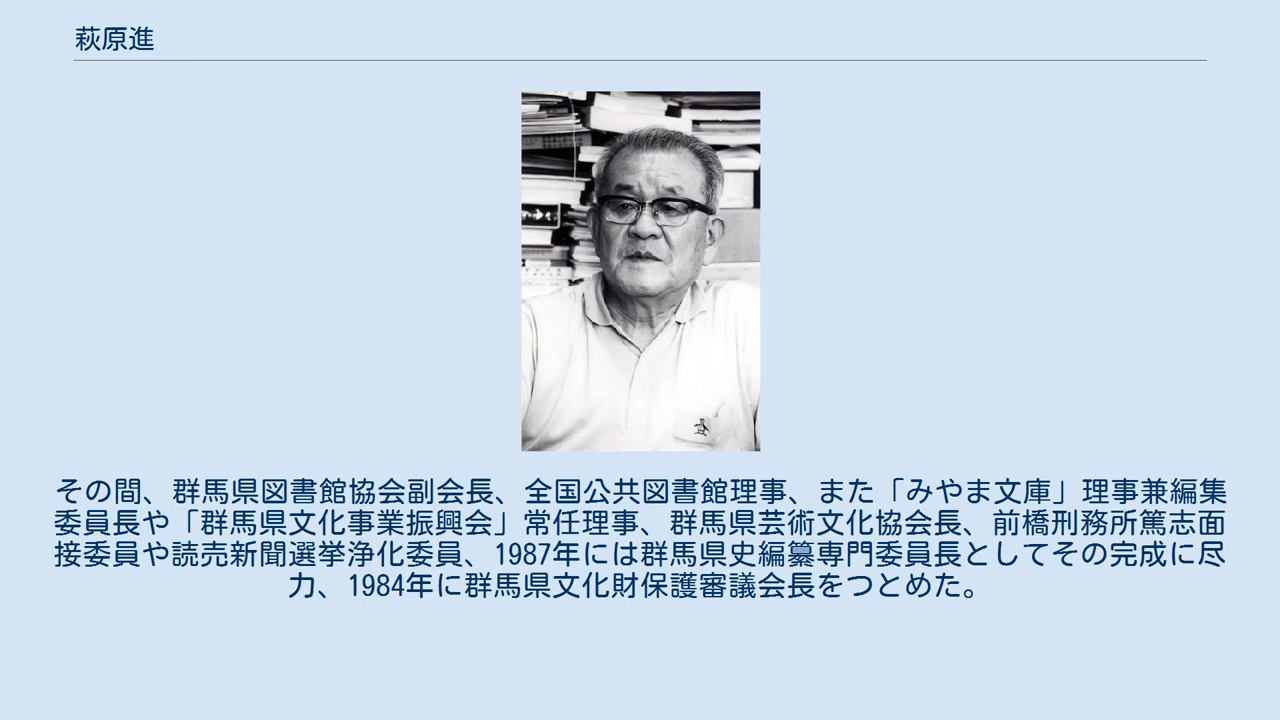 萩原進
その間、群馬県図書館協会副会長、全国公共図書館理事、また「みやま文庫」理事兼編集
委員長や「群馬県文化事業振興会」常任理事、群馬県芸術文化協会長、前橋刑務所篤志面
接委員や読売新聞選挙浄化委員、1987年には群馬県史編纂専門委員長としてその完成に尽
力、1984年に群馬県文化財保護審議会長をつとめた。